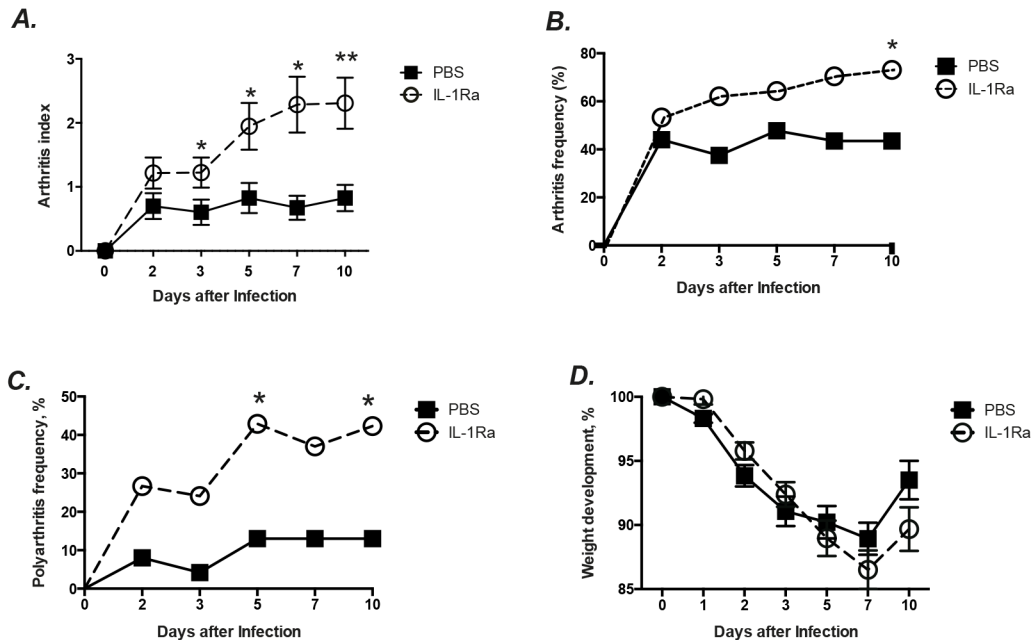 A.
3
2
1
0
Arthritis index
* * * **
PBS
IL-1Ra
0 2 3 5 7 10
Days after Infection
B.
80
60
40
20
0
Arthritis frequency (%)
*
PBS
IL-1Ra
0 2 3 5 7 10
Days after Infection
C.
50
40
30
20
10
0
Polyarthritis frequency, %
* *
PBS
IL-1Ra
0 2 3 5 7 10
Days after Infection
D.
100
95
90
85
Weight development, %
PBS
IL-1Ra
0 1 2 3 5 7 10
Days after Infection